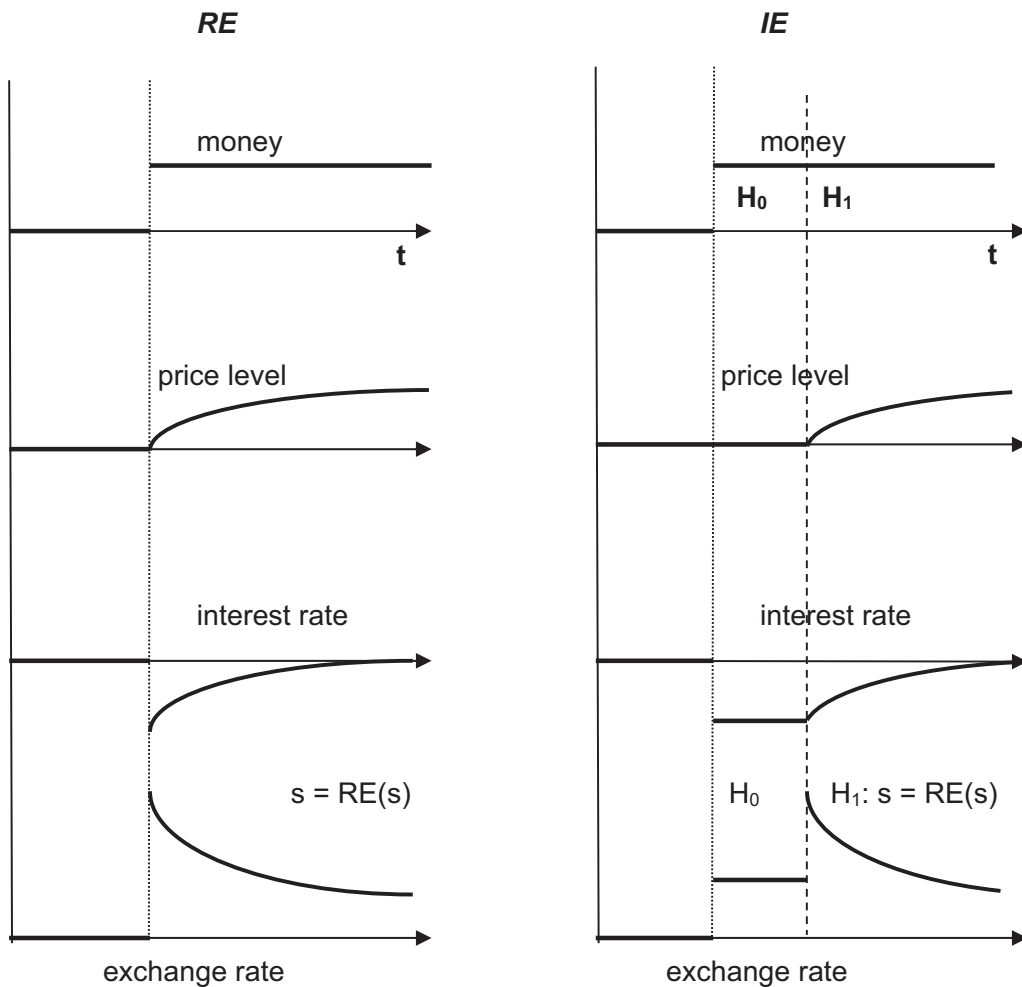 RE
money
t
price level
interest rate
s = RE(s)
exchange rate
IE
money
H₀ H₁
t
price level
interest rate
H₀ H₁: s = RE(s)
exchange rate